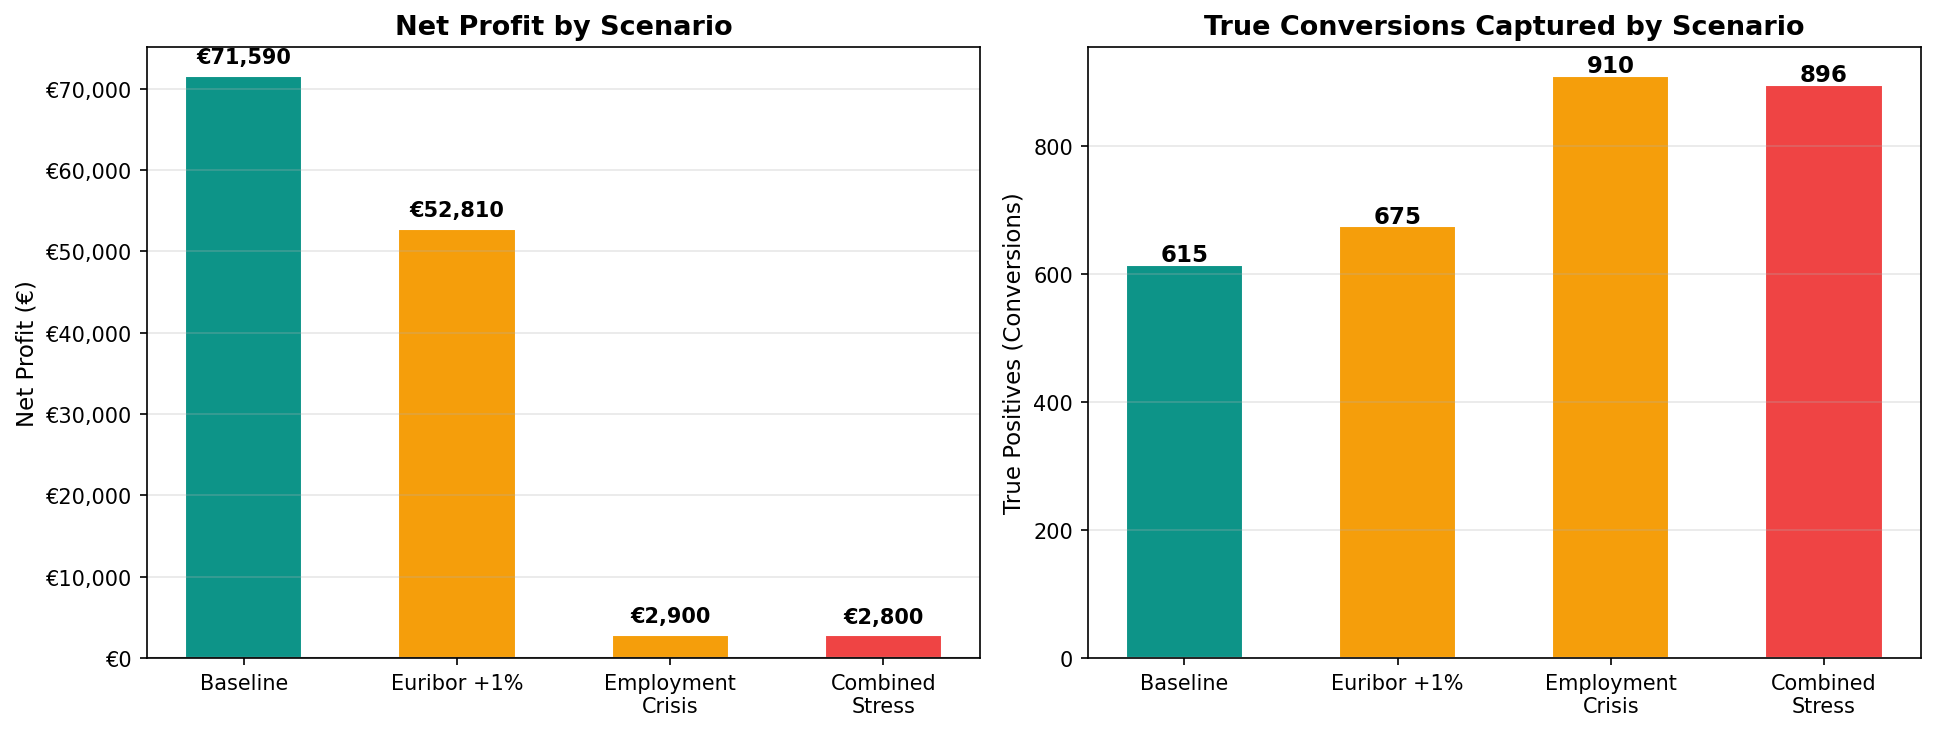 Net Profit by Scenario
Net Profit (€)
€70,000
€60,000
€50,000
€40,000
€30,000
€20,000
€10,000
€0
€71,590
€52,810
€2,900
€2,800
Baseline
Euribor +1%
Employment
Crisis
Combined
Stress
True Conversions Captured by Scenario
True Positives (Conversions)
800
600
400
200
0
615
675
910
896
Baseline
Euribor +1%
Employment
Crisis
Combined
Stress